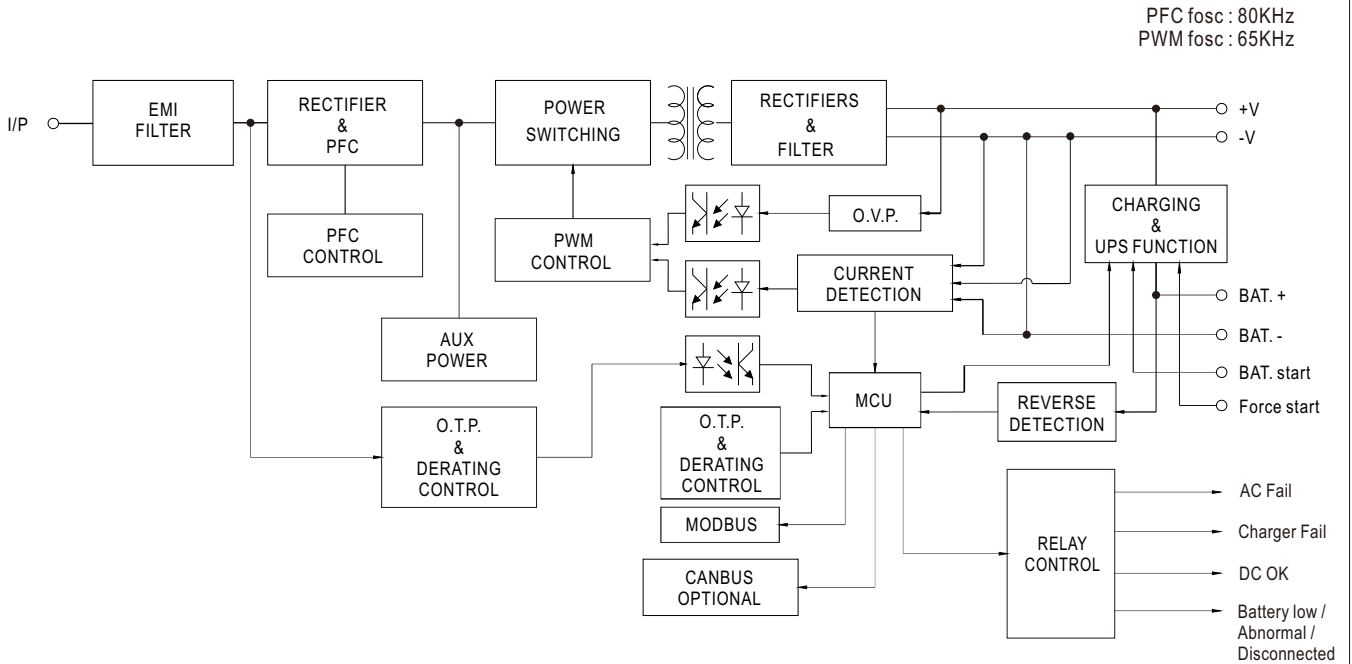 PFC fosc : 80KHz
PWM fosc : 65KHz
I/P
EMI
FILTER
RECTIFIER
&
PFC
POWER
SWITCHING
RECTIFIERS
&
FILTER
+V
-V
PFC
CONTROL
PWM
CONTROL
O.V.P.
CHARGING
&
UPS FUNCTION
CURRENT
DETECTION
BAT. +
BAT. -
BAT. start
Force start
AUX
POWER
MCU
REVERSE
DETECTION
O.T.P.
&
DERATING
CONTROL
O.T.P.
&
DERATING
CONTROL
MODBUS
CANBUS
OPTIONAL
RELAY
CONTROL
AC Fail
Charger Fail
DC OK
Battery low /
Abnormal /
Disconnected